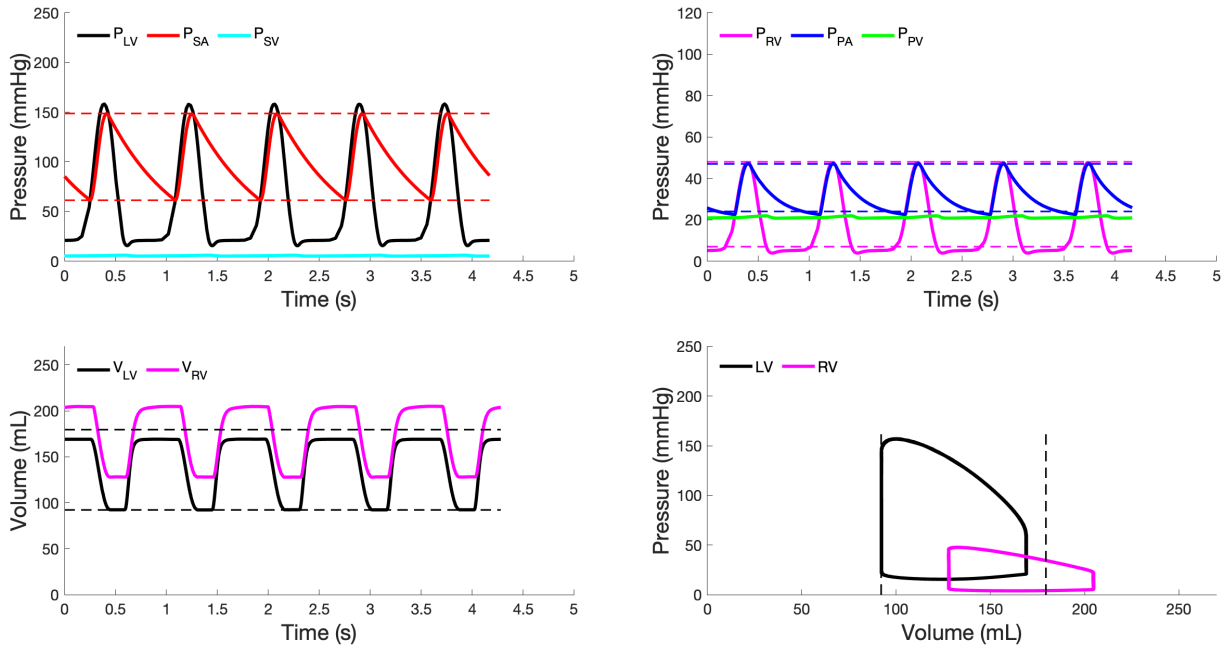 250
200
150
100
50
0
Pressure (mmHg)
P_LV P_SA P_SV
0 0.5 1 1.5 2 2.5 3 3.5 4 4.5 5
Time (s)
120
100
80
60
40
20
0
Pressure (mmHg)
P_RV P_PA P_PV
0 0.5 1 1.5 2 2.5 3 3.5 4 4.5 5
Time (s)
250
200
150
100
50
0
Volume (mL)
V_LV V_RV
0 0.5 1 1.5 2 2.5 3 3.5 4 4.5 5
Time (s)
250
200
150
100
50
0
Pressure (mmHg)
LV RV
0 50 100 150 200 250
Volume (mL)